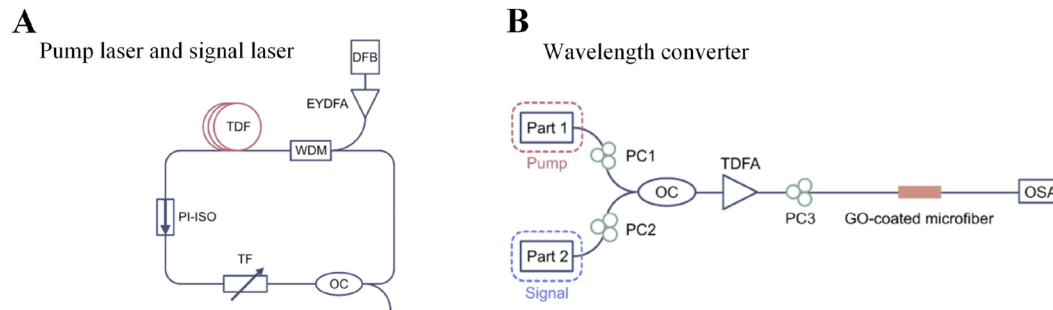 A
Pump laser and signal laser
DFB
EYDFA
TDF
WDM
PI-ISO
TF
OC
B
Wavelength converter
Part 1
Pump
PC1
TDFA
OC
PC2
PC3
GO-coated microfiber
OSA
Part 2
Signal